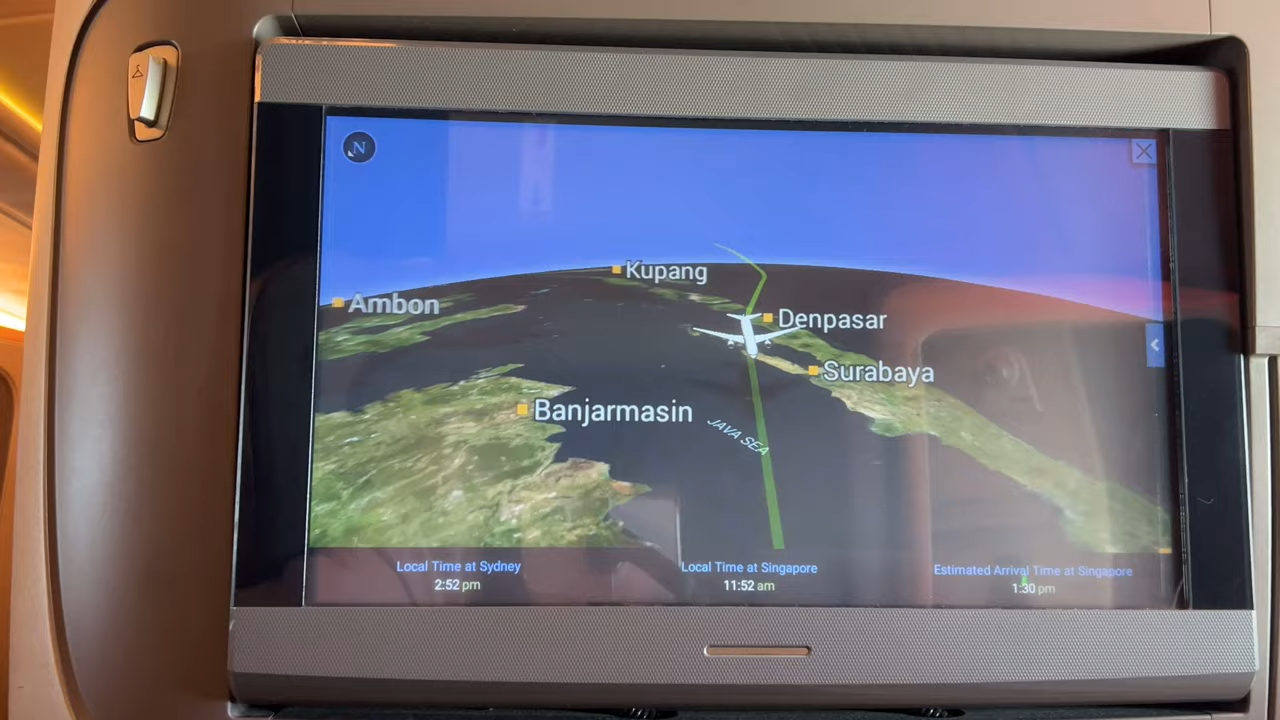 N
Kupang
Ambon
Denpasar
Surabaya
Banjarmasin
JAVA SEA
Local Time at Sydney
2:52 pm
Local Time at Singapore
11:52 am
Estimated Arrival Time at Singapore
1:30 pm